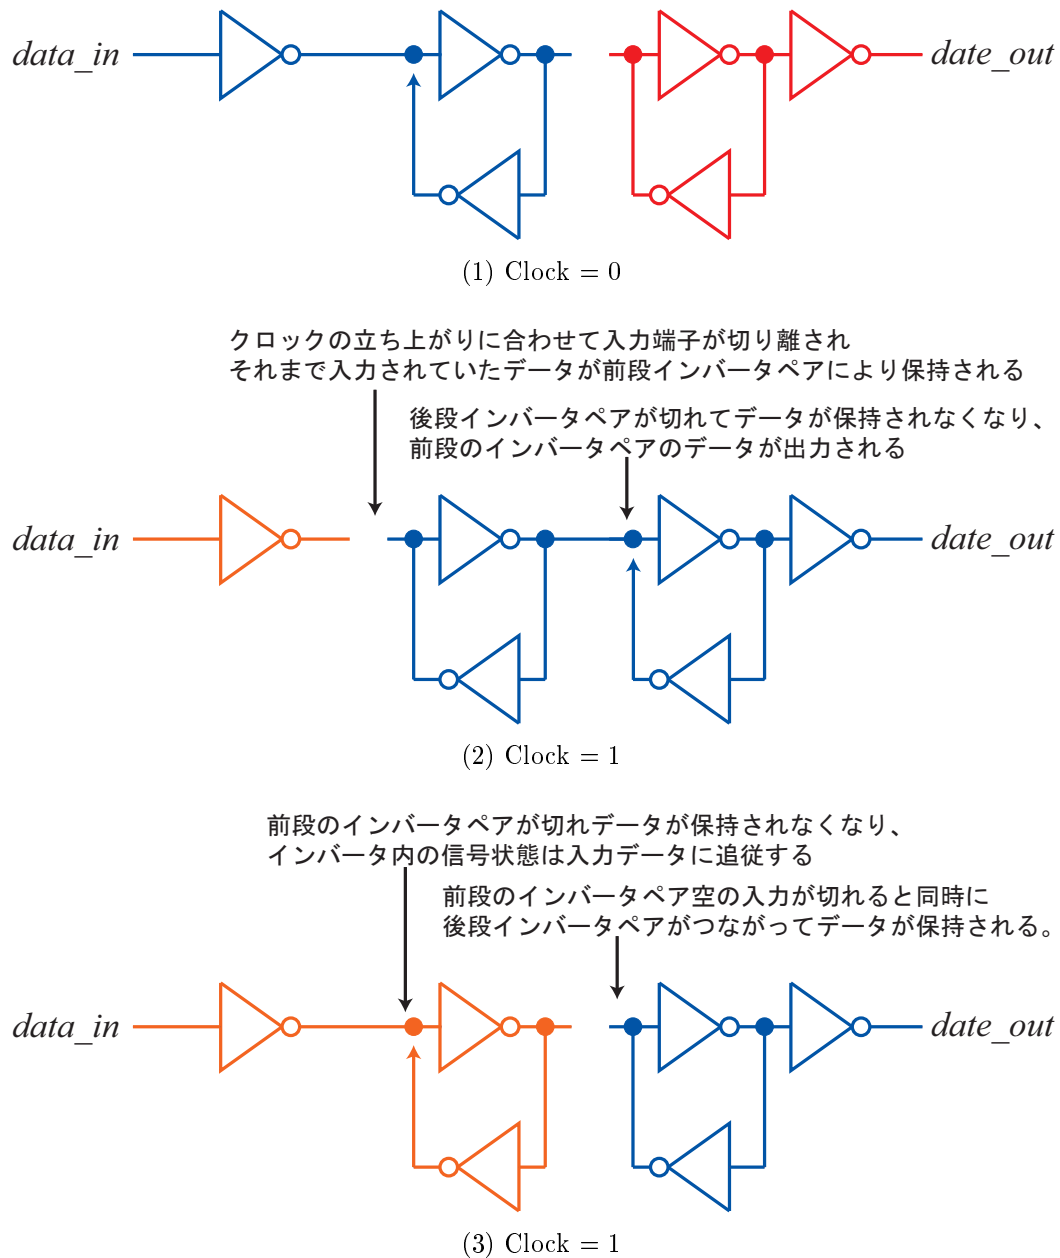 data_in
date_out
(1) Clock = 0
クロックの立ち上がりに合わせて入力端子が切り離され
それまで入力されていたデータが前段インバータペアにより保持される
後段インバータペアが切れてデータが保持されなくなり、
前段のインバータペアのデータが出力される
data_in
date_out
(2) Clock = 1
前段のインバータペアが切れデータが保持されなくなり、
インバータ内の信号状態は入力データに追従する
前段のインバータペア空の入力が切れると同時に
後段インバータペアがつながってデータが保持される。
data_in
date_out
(3) Clock = 1